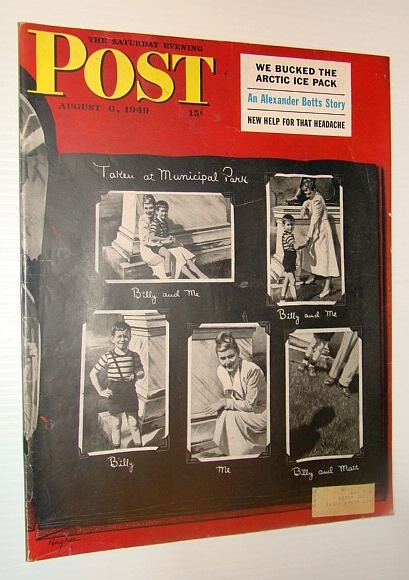 THE SATURDAY EVENING
POST
AUGUST 6, 1949
15¢
WE BUCKED THE
ARCTIC ICE PACK
An Alexander Botts Story
NEW HELP FOR THAT HEADACHE
Taken at Municipal Park
Billy and Me
Billy and Me
Billy
Me
Billy and Matt
Hughes